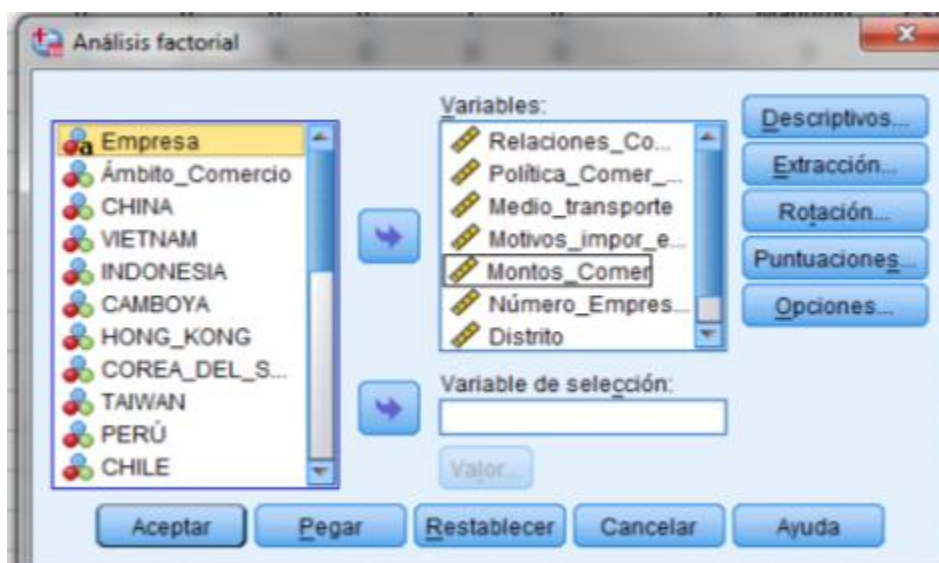 Análisis factorial
Empresa
Ámbito_Comercio
CHINA
VIETNAM
INDONESIA
CAMBOYA
HONG_KONG
COREA_DEL_S...
TAIWAN
PERÚ
CHILE
Variables:
Relaciones_Co...
Política_Comer_...
Medio_transporte
Motivos_impor_e...
Montos_Comer
Número_Empres...
Distrito
Variable de selección:
Valor...
Descriptivos...
Extracción...
Rotación...
Puntuaciones...
Opciones...
Aceptar
Pegar
Restablecer
Cancelar
Ayuda